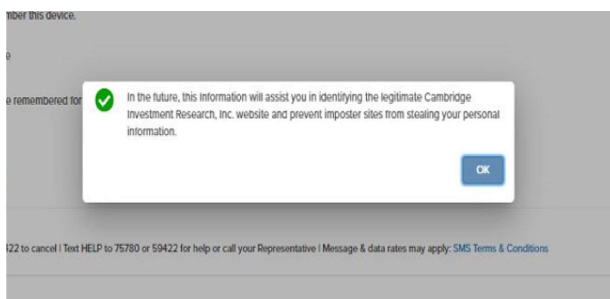 mber this device.
e
e remembered for
In the future, this information will assist you in identifying the legitimate Cambridge
Investment Research, Inc. website and prevent imposter sites from stealing your personal
information.
OK
422 to cancel | Text HELP to 75780 or 59422 for help or call your Representative | Message & data rates may apply: SMS Terms & Conditions